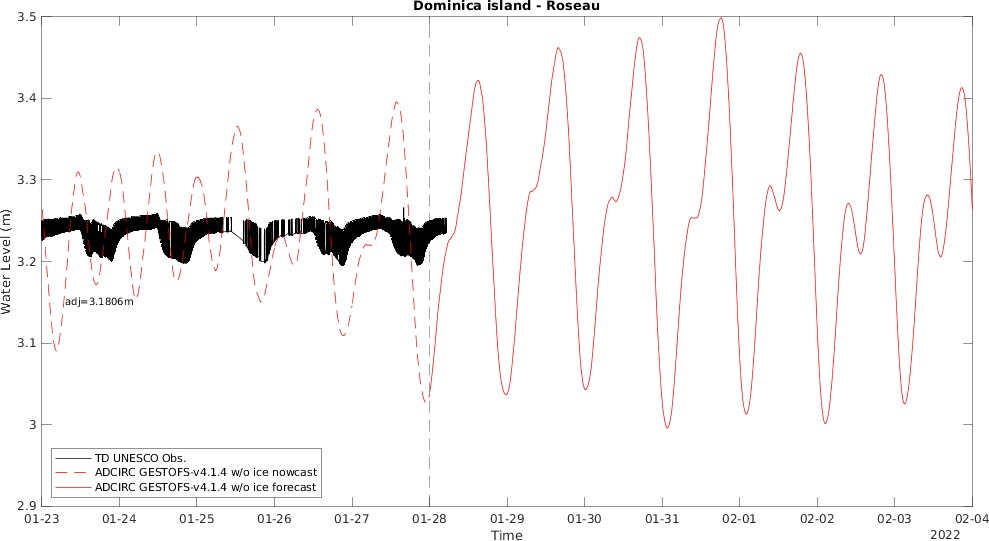 Dominica island - Roseau
3.5
3.4
3.3
3.2
3.1
3
2.9
Water Level (m)
adj=3.1806m
TD UNESCO Obs.
ADCIRC GESTOFS-v4.1.4 w/o ice nowcast
ADCIRC GESTOFS-v4.1.4 w/o ice forecast
01-23 01-24 01-25 01-26 01-27 01-28 01-29 01-30 01-31 02-01 02-02 02-03 02-04
Time
2022